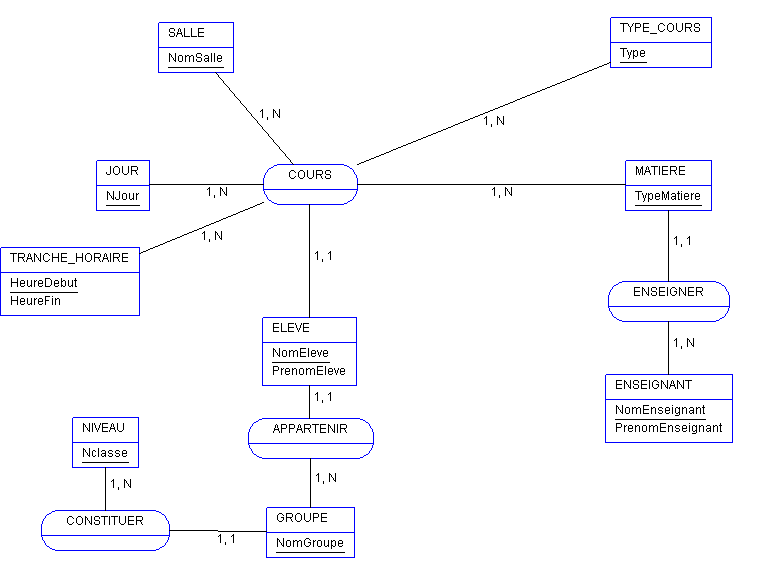 SALLE
NomSalle
TYPE_COURS
Type
1, N
1, N
JOUR
NJour
1, N
COURS
1, N
MATIERE
TypeMatiere
1, N
TRANCHE_HORAIRE
HeureDebut
HeureFin
1, 1
1, 1
ENSEIGNER
1, N
ELEVE
NomEleve
PrenomEleve
1, 1
ENSEIGNANT
NomEnseignant
PrenomEnseignant
APPARTENIR
1, N
NIVEAU
Nclasse
1, N
CONSTITUER
1, 1
GROUPE
NomGroupe